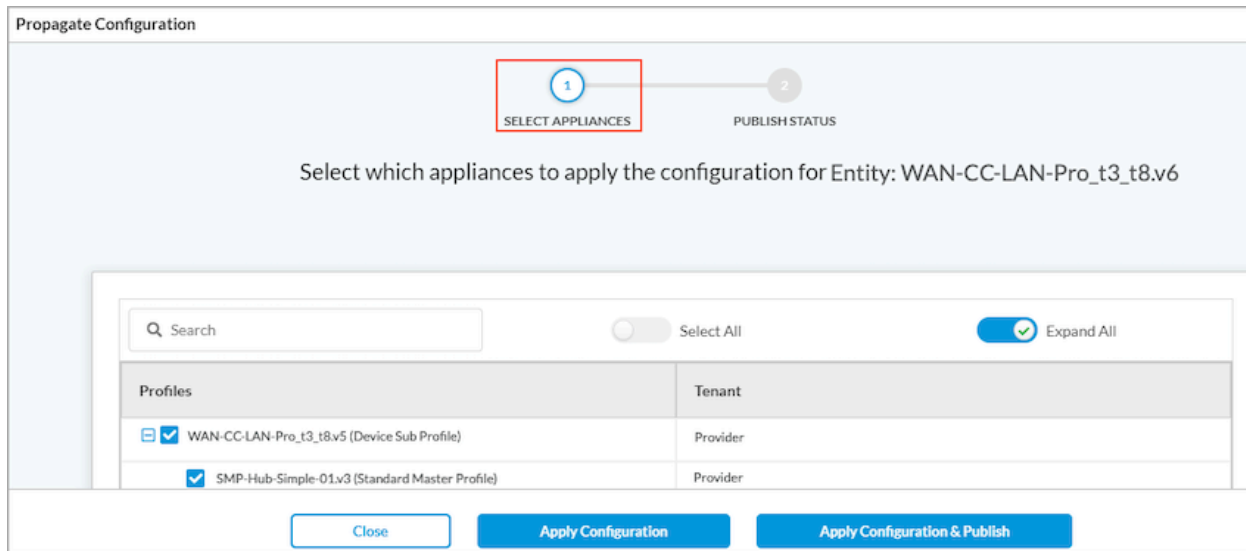 Propagate Configuration
1
2
SELECT APPLIANCES
PUBLISH STATUS
Select which appliances to apply the configuration for Entity: WAN-CC-LAN-Pro_t3_t8.v6
Search
Select All
Expand All
Profiles
Tenant
WAN-CC-LAN-Pro_t3_t8.v5 (Device Sub Profile)
Provider
SMP-Hub-Simple-01.v3 (Standard Master Profile)
Provider
Close
Apply Configuration
Apply Configuration & Publish